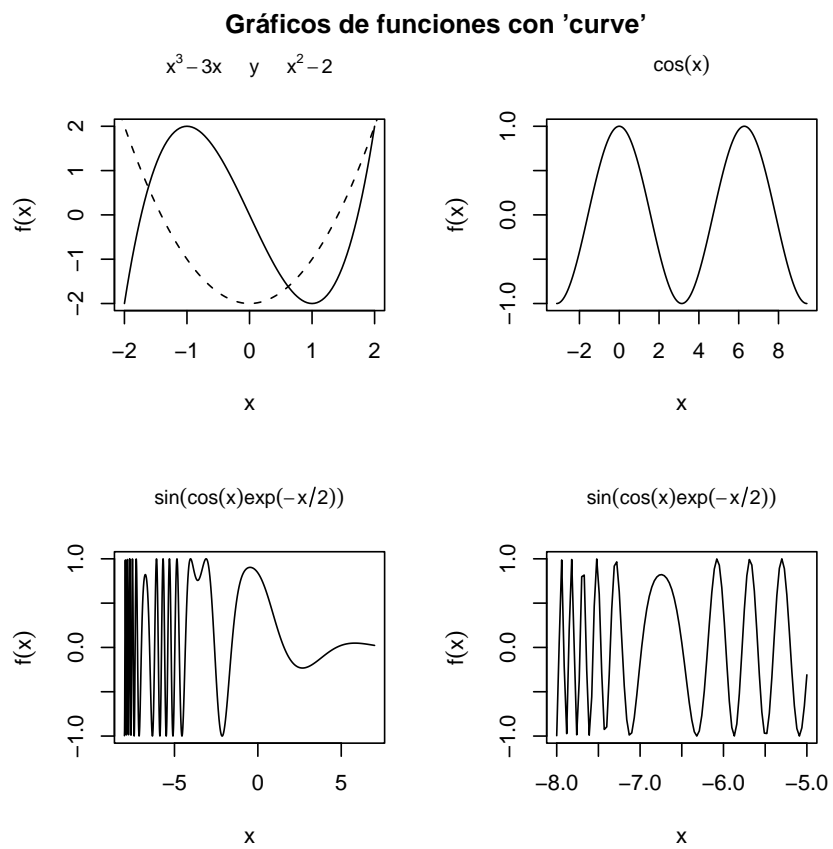 Gráficos de funciones con ’curve’
x³ − 3x y x² − 2
f(x)
2
1
0
−1
−2
−2 −1 0 1 2
x
cos(x)
f(x)
1.0
0.0
−1.0
−2 0 2 4 6 8
x
sin(cos(x)exp(−x/2))
f(x)
1.0
0.0
−1.0
−5 0 5
x
sin(cos(x)exp(−x/2))
f(x)
1.0
0.0
−1.0
−8.0 −7.0 −6.0 −5.0
x